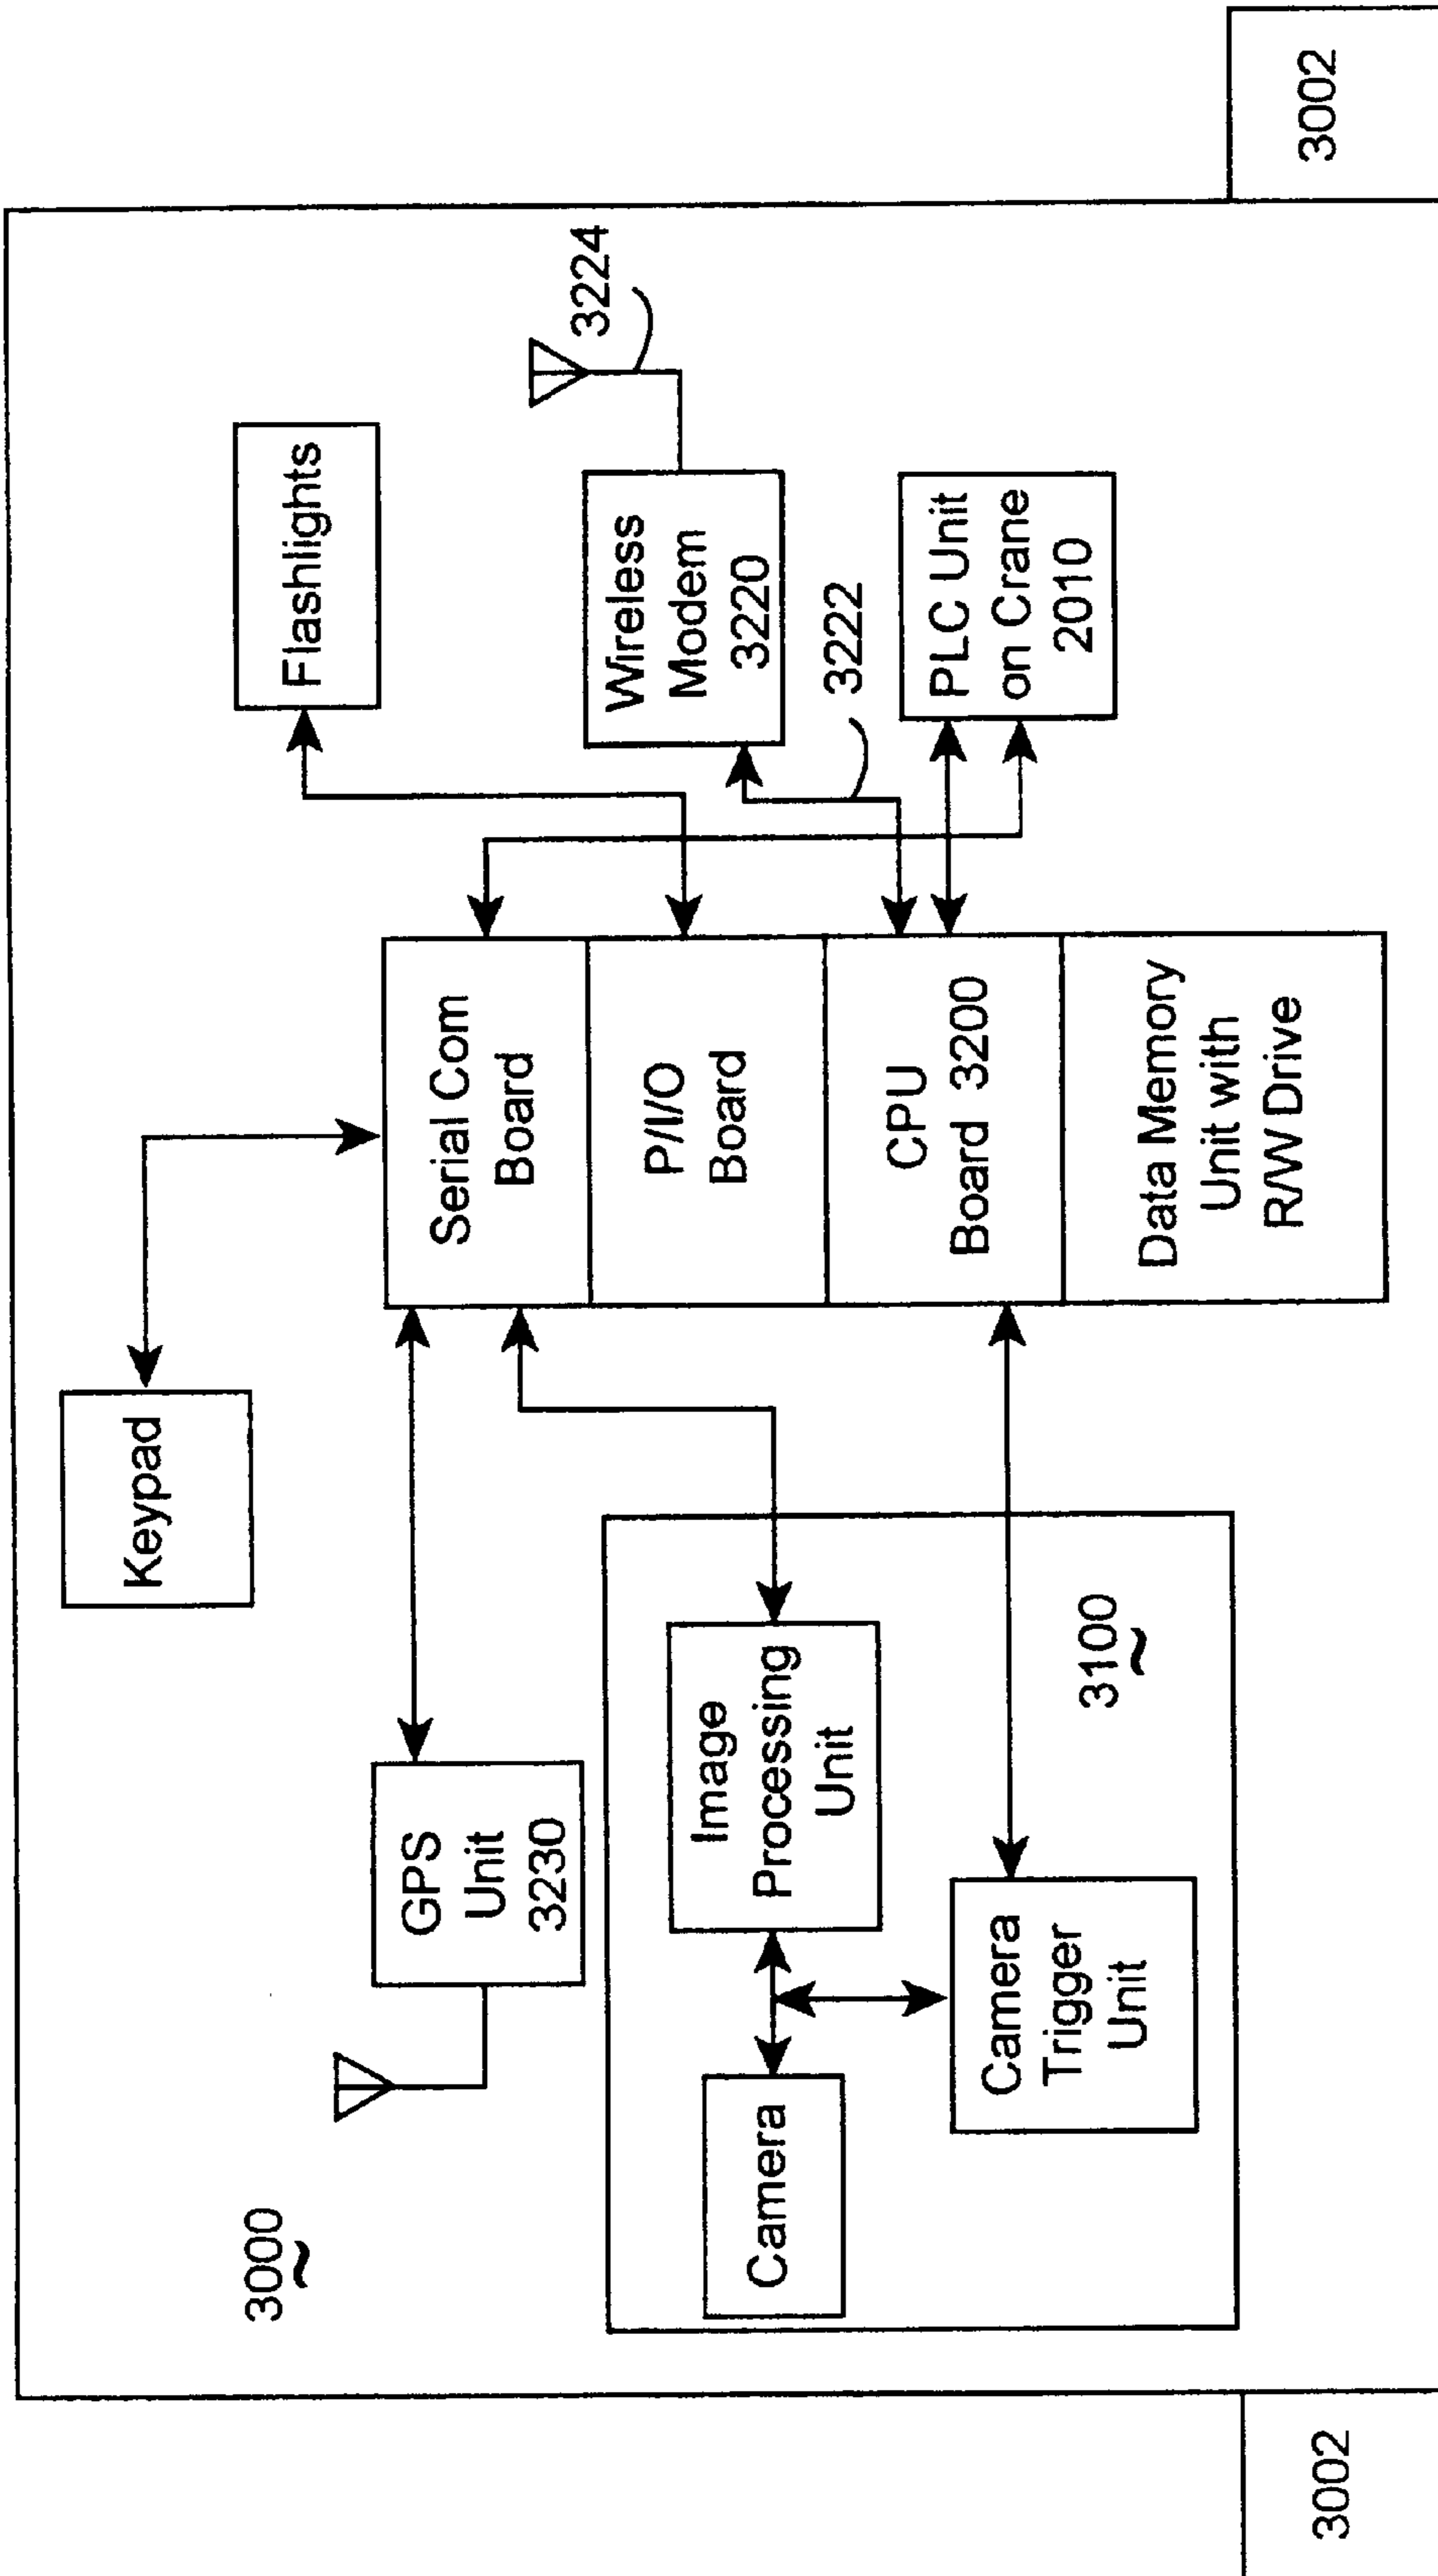 Keypad
3000
GPS
Unit
3230
Flashlights
3224
Serial Com
Board
P/I/O
Board
CPU
Board 3200
Data Memory
Unit with
R/W Drive
Wireless
Modem
3220
3222
PLC Unit
on Crane
2010
Image
Processing
Unit
Camera
Camera
Trigger
Unit
3100
3002
3002